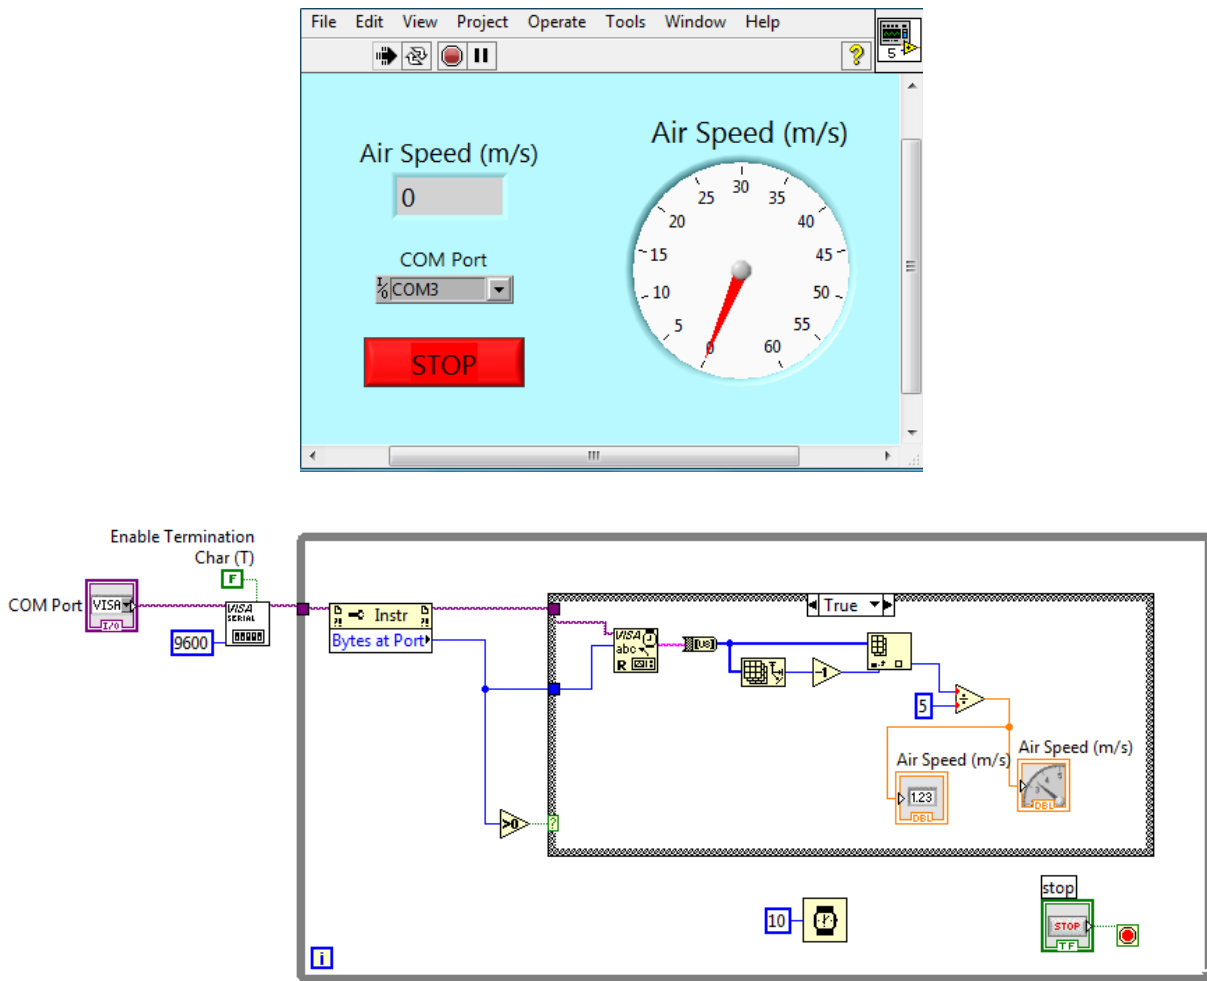 File Edit View Project Operate Tools Window Help
5
Air Speed (m/s)
0
COM Port
I/O COM3
STOP
Air Speed (m/s)
0 5 10 15 20 25 30 35 40 45 50 55 60
Enable Termination
Char (T)
F
COM Port
VISA
I/O
VISA
SERIAL
9600
Instr
Bytes at Port
True
VISA
abc
R
[U8]
-1
5
÷
Air Speed (m/s)
1.23
DBL
Air Speed (m/s)
3 4 5
DBL
>0
?
10
stop
STOP
TF
i